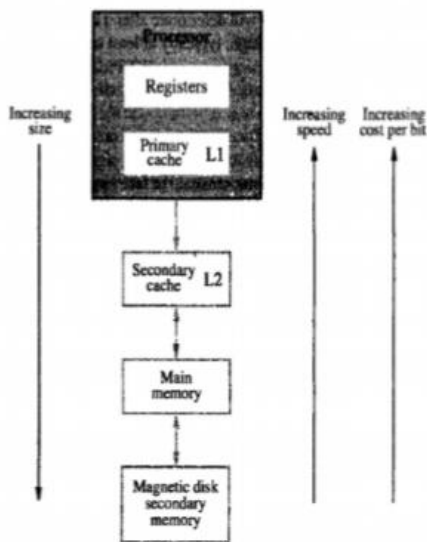 Processor
Registers
Increasing
size
Primary
cache L1
Increasing
speed
Increasing
cost per bit
Secondary
cache L2
Main
memory
Magnetic disk
secondary
memory